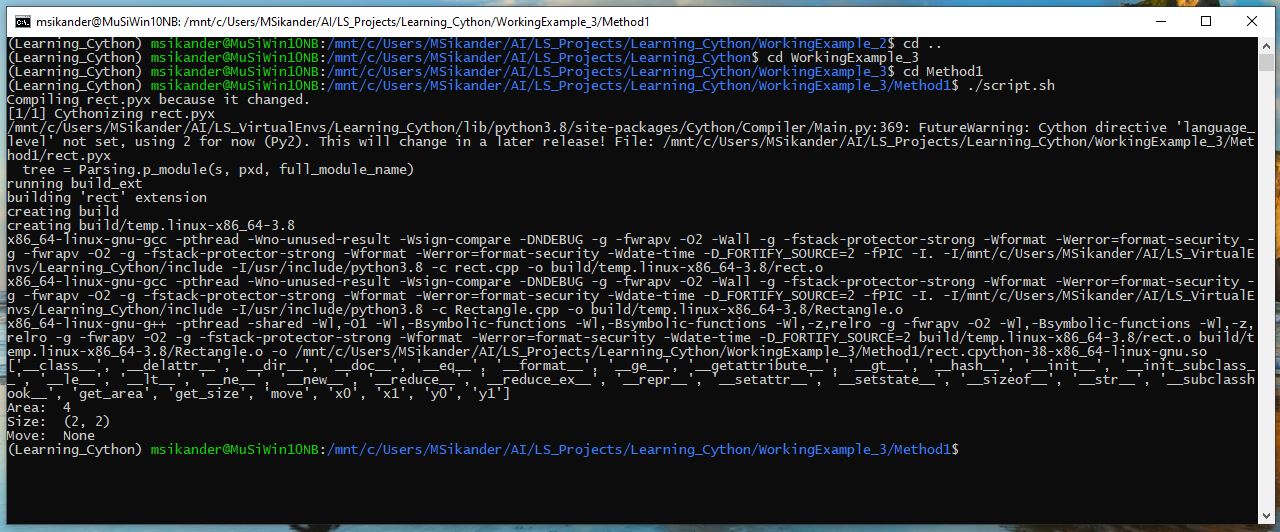 msikander@MuSiWin10NB: /mnt/c/Users/MSikander/AI/LS_Projects/Learning_Cython/WorkingExample_3/Method1
(Learning_Cython) msikander@MuSiWin10NB:/mnt/c/Users/MSikander/AI/LS_Projects/Learning_Cython/WorkingExample_2$ cd ..
(Learning_Cython) msikander@MuSiWin10NB:/mnt/c/Users/MSikander/AI/LS_Projects/Learning_Cython$ cd WorkingExample_3
(Learning_Cython) msikander@MuSiWin10NB:/mnt/c/Users/MSikander/AI/LS_Projects/Learning_Cython/WorkingExample_3$ cd Method1
(Learning_Cython) msikander@MuSiWin10NB:/mnt/c/Users/MSikander/AI/LS_Projects/Learning_Cython/WorkingExample_3/Method1$ ./script.sh
Compiling rect.pyx because it changed.
[1/1] Cythonizing rect.pyx
/mnt/c/Users/MSikander/AI/LS_VirtualEnvs/Learning_Cython/lib/python3.8/site-packages/Cython/Compiler/Main.py:369: FutureWarning: Cython directive 'language_
level' not set, using 2 for now (Py2). This will change in a later release! File: /mnt/c/Users/MSikander/AI/LS_Projects/Learning_Cython/WorkingExample_3/Met
hod1/rect.pyx
  tree = Parsing.p_module(s, pxd, full_module_name)
running build_ext
building 'rect' extension
creating build
creating build/temp.linux-x86_64-3.8
x86_64-linux-gnu-gcc -pthread -Wno-unused-result -Wsign-compare -DNDEBUG -g -fwrapv -O2 -Wall -g -fstack-protector-strong -Wformat -Werror=format-security -
g -fwrapv -O2 -g -fstack-protector-strong -Wformat -Werror=format-security -Wdate-time -D_FORTIFY_SOURCE=2 -fPIC -I. -I/mnt/c/Users/MSikander/AI/LS_VirtualE
nvs/Learning_Cython/include -I/usr/include/python3.8 -c rect.cpp -o build/temp.linux-x86_64-3.8/rect.o
x86_64-linux-gnu-gcc -pthread -Wno-unused-result -Wsign-compare -DNDEBUG -g -fwrapv -O2 -Wall -g -fstack-protector-strong -Wformat -Werror=format-security -
g -fwrapv -O2 -g -fstack-protector-strong -Wformat -Werror=format-security -Wdate-time -D_FORTIFY_SOURCE=2 -fPIC -I. -I/mnt/c/Users/MSikander/AI/LS_VirtualE
nvs/Learning_Cython/include -I/usr/include/python3.8 -c Rectangle.cpp -o build/temp.linux-x86_64-3.8/Rectangle.o
x86_64-linux-gnu-g++ -pthread -shared -Wl,-O1 -Wl,-Bsymbolic-functions -Wl,-Bsymbolic-functions -Wl,-z,relro -g -fwrapv -O2 -Wl,-Bsymbolic-functions -Wl,-z,
relro -g -fwrapv -O2 -g -fstack-protector-strong -Wformat -Werror=format-security -Wdate-time -D_FORTIFY_SOURCE=2 build/temp.linux-x86_64-3.8/rect.o build/t
emp.linux-x86_64-3.8/Rectangle.o -o /mnt/c/Users/MSikander/AI/LS_Projects/Learning_Cython/WorkingExample_3/Method1/rect.cpython-38-x86_64-linux-gnu.so
['__class__', '__delattr__', '__dir__', '__doc__', '__eq__', '__format__', '__ge__', '__getattribute__', '__gt__', '__hash__', '__init__', '__init_subclass_
_', '__le__', '__lt__', '__ne__', '__new__', '__reduce__', '__reduce_ex__', '__repr__', '__setattr__', '__setstate__', '__sizeof__', '__str__', '__subclassh
ook__', 'get_area', 'get_size', 'move', 'x0', 'x1', 'y0', 'y1']
Area:  4
Size:  (2, 2)
Move:  None
(Learning_Cython) msikander@MuSiWin10NB:/mnt/c/Users/MSikander/AI/LS_Projects/Learning_Cython/WorkingExample_3/Method1$